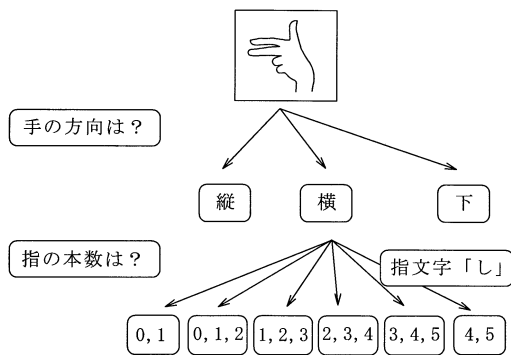 手の方向は？
縦
横
下
指の本数は？
指文字「し」
0, 1
0, 1, 2
1, 2, 3
2, 3, 4
3, 4, 5
4, 5